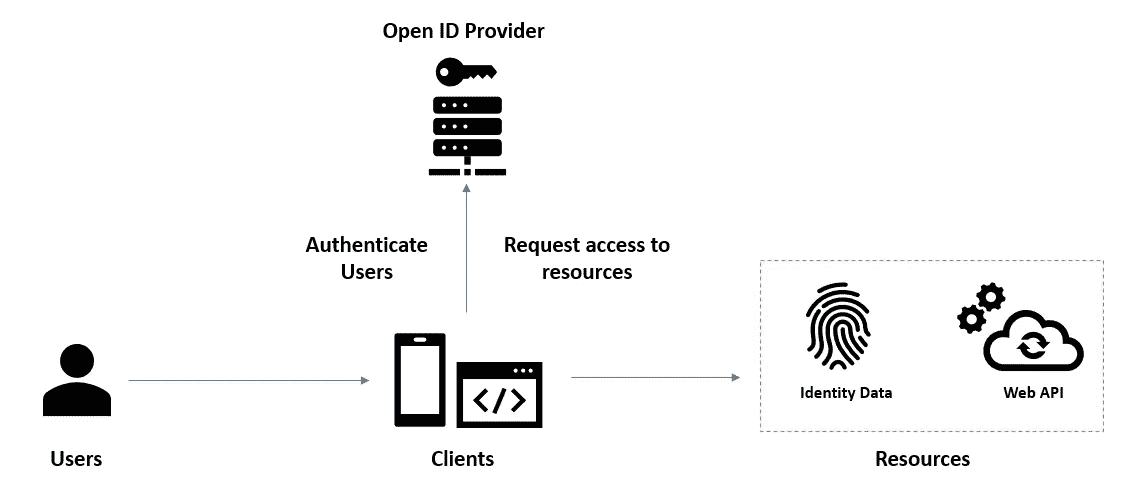 Open ID Provider
Authenticate
Users
Request access to
resources
</>
Identity Data
Web API
Users
Clients
Resources